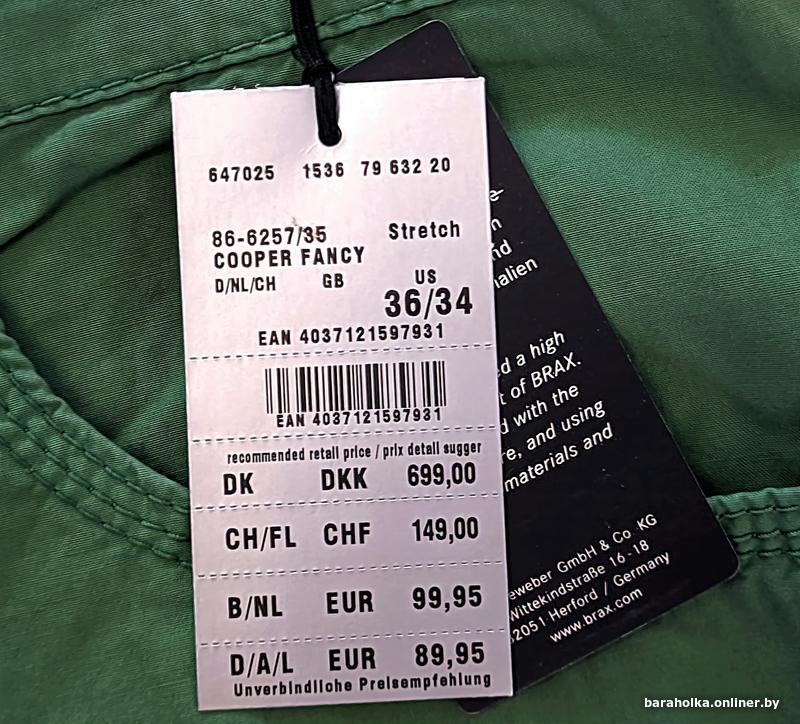 647025 1536 79 632 20
86-6257/35 Stretch
COOPER FANCY
D/NL/CH GB US
36/34
EAN 4037121597931
EAN 4037121597931
recommended retail price / prix detail sugger
DK DKK 699,00
CH/FL CHF 149,00
B/NL EUR 99,95
D/A/L EUR 89,95
Unverbindliche Preisempfehlung
a high
of BRAX.
with the
and using
materials and
GmbH & Co. KG
Wittekindstraße 16-18
Herford / Germany
www.brax.com
baraholka.onliner.by